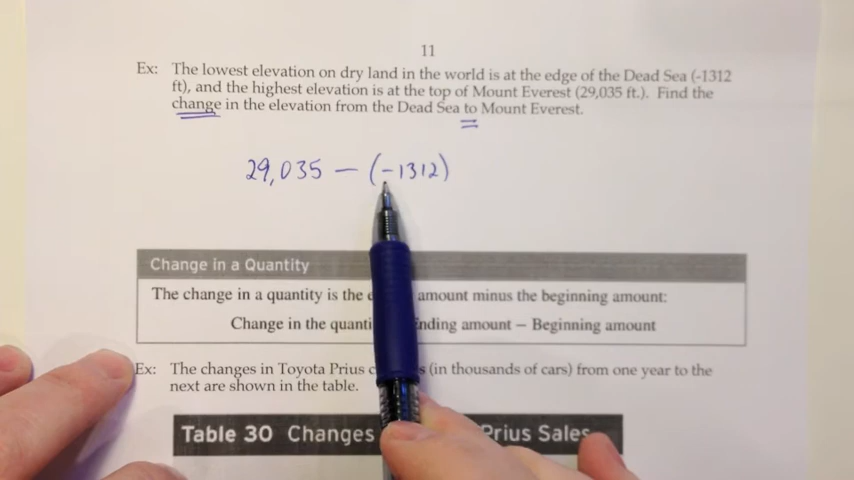 11
Ex: The lowest elevation on dry land in the world is at the edge of the Dead Sea (-1312
ft), and the highest elevation is at the top of Mount Everest (29,035 ft.). Find the
change in the elevation from the Dead Sea to Mount Everest.
29,035 — (-1312)
Change in a Quantity
The change in a quantity is the amount minus the beginning amount:
Change in the amount — Beginning amount
Ex: The changes in Toyota Prius (in thousands of cars) from one year to the
next are shown in the table.
Table 30 Changes Prius Sales